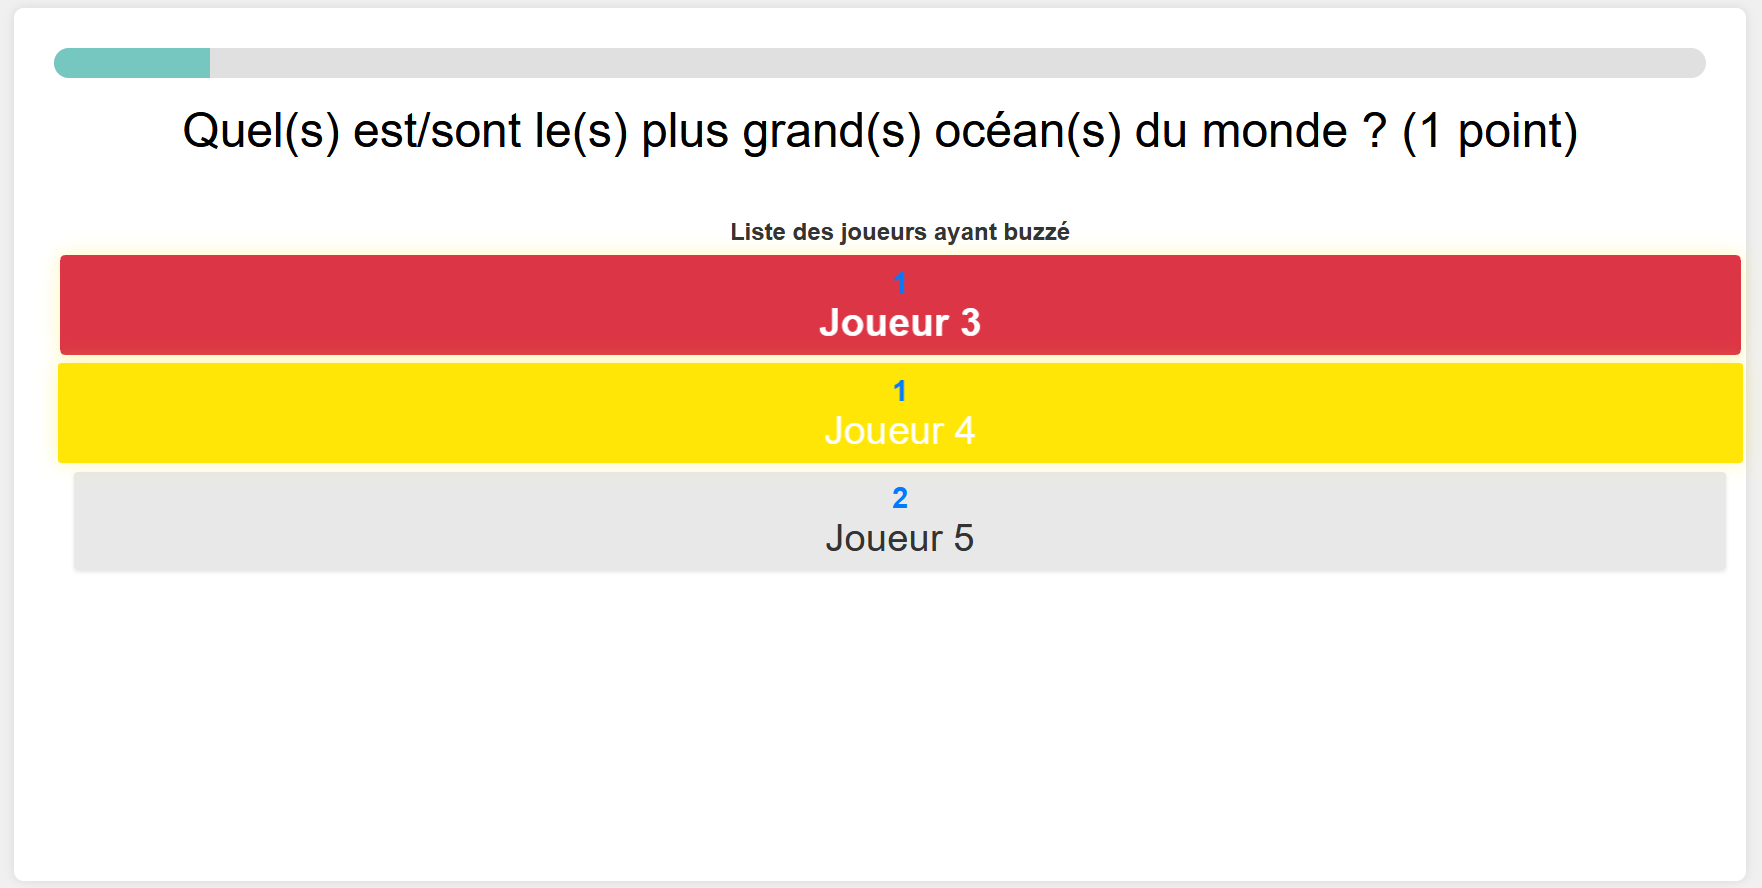 Quel(s) est/sont le(s) plus grand(s) océan(s) du monde ? (1 point)
Liste des joueurs ayant buzzé
1
Joueur 3
1
Joueur 4
2
Joueur 5